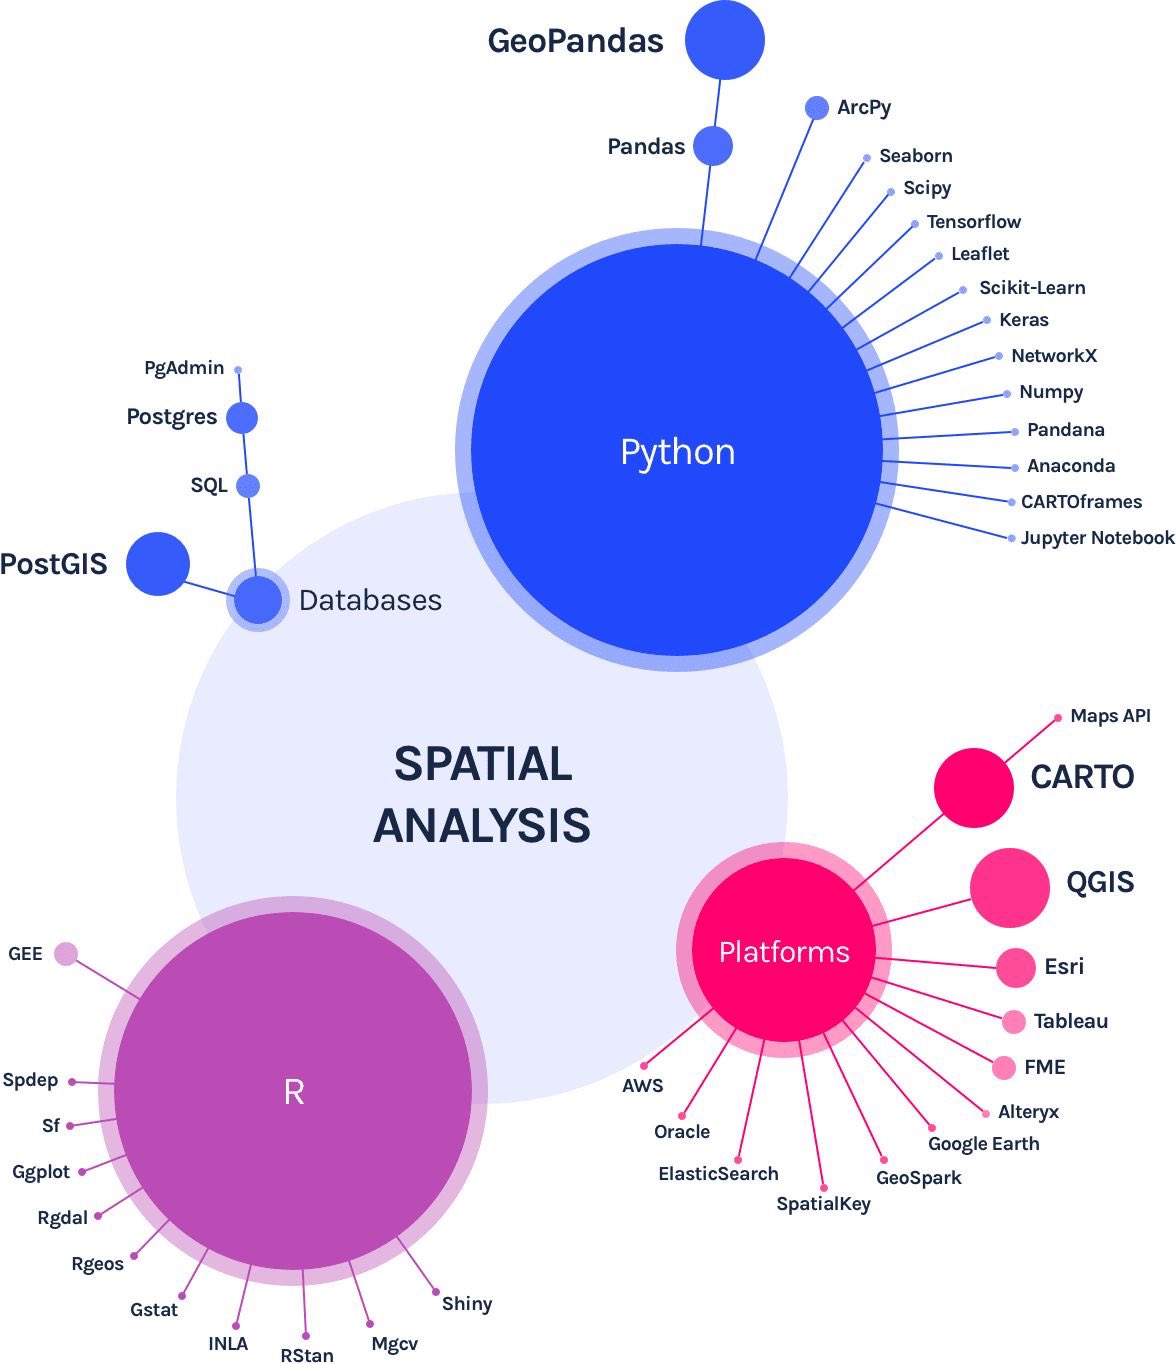 GeoPandas
Pandas
ArcPy
Seaborn
Scipy
Tensorflow
Leaflet
Scikit-Learn
Keras
NetworkX
Numpy
Pandana
Anaconda
CARTOframes
Jupyter Notebook
Python
PgAdmin
Postgres
SQL
PostGIS
Databases
SPATIAL
ANALYSIS
Maps API
CARTO
QGIS
Esri
Tableau
FME
Alteryx
Google Earth
GeoSpark
SpatialKey
ElasticSearch
Oracle
AWS
Platforms
GEE
Spdep
Sf
Ggplot
Rgdal
Rgeos
Gstat
INLA
RStan
Mgcv
Shiny
R